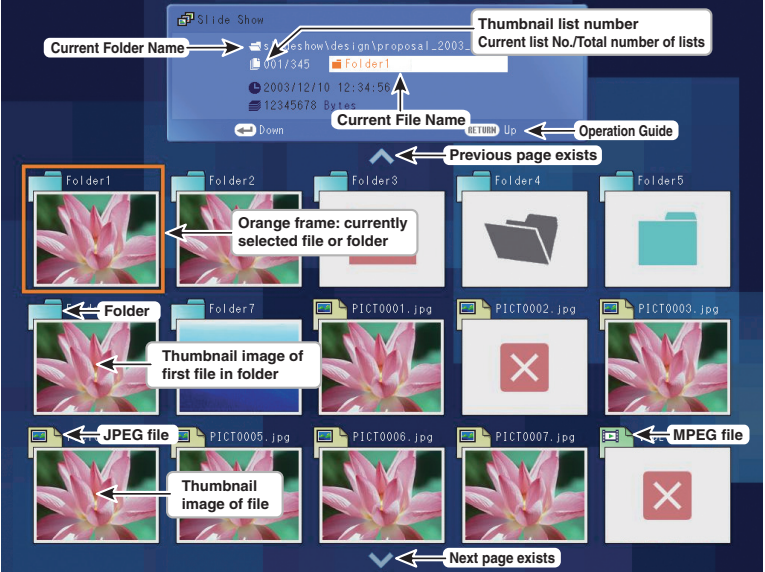 Slide Show
Thumbnail list number
Current list No./Total number of lists
Current Folder Name
deshow\design\proposal_2003_
001/345
Folder1
2003/12/10 12:34:56
12345678 Bytes
Current File Name
Down
RETURN Up
Operation Guide
Previous page exists
Folder1
Folder2
Folder3
Folder4
Folder5
Orange frame: currently
selected file or folder
Folder
Folder7
PICT0001.jpg
PICT0002.jpg
PICT0003.jpg
Thumbnail image of
first file in folder
JPEG file
PICT0005.jpg
PICT0006.jpg
PICT0007.jpg
MPEG file
Thumbnail
image of file
Next page exists